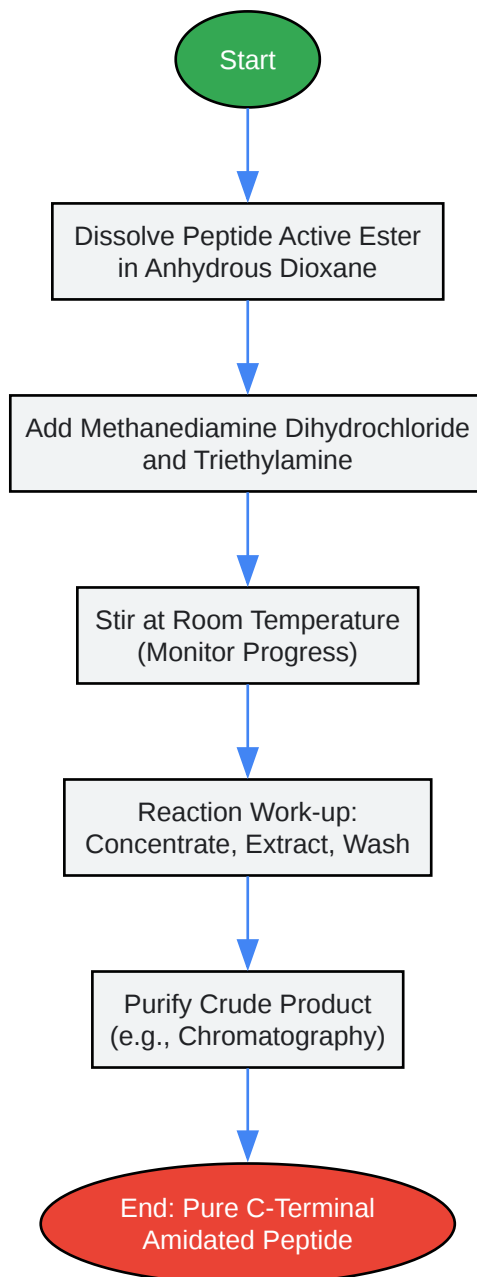 Start
Dissolve Peptide Active Ester
in Anhydrous Dioxane
Add Methanediamine Dihydrochloride
and Triethylamine
Stir at Room Temperature
(Monitor Progress)
Reaction Work-up:
Concentrate, Extract, Wash
Purify Crude Product
(e.g., Chromatography)
End: Pure C-Terminal
Amidated Peptide